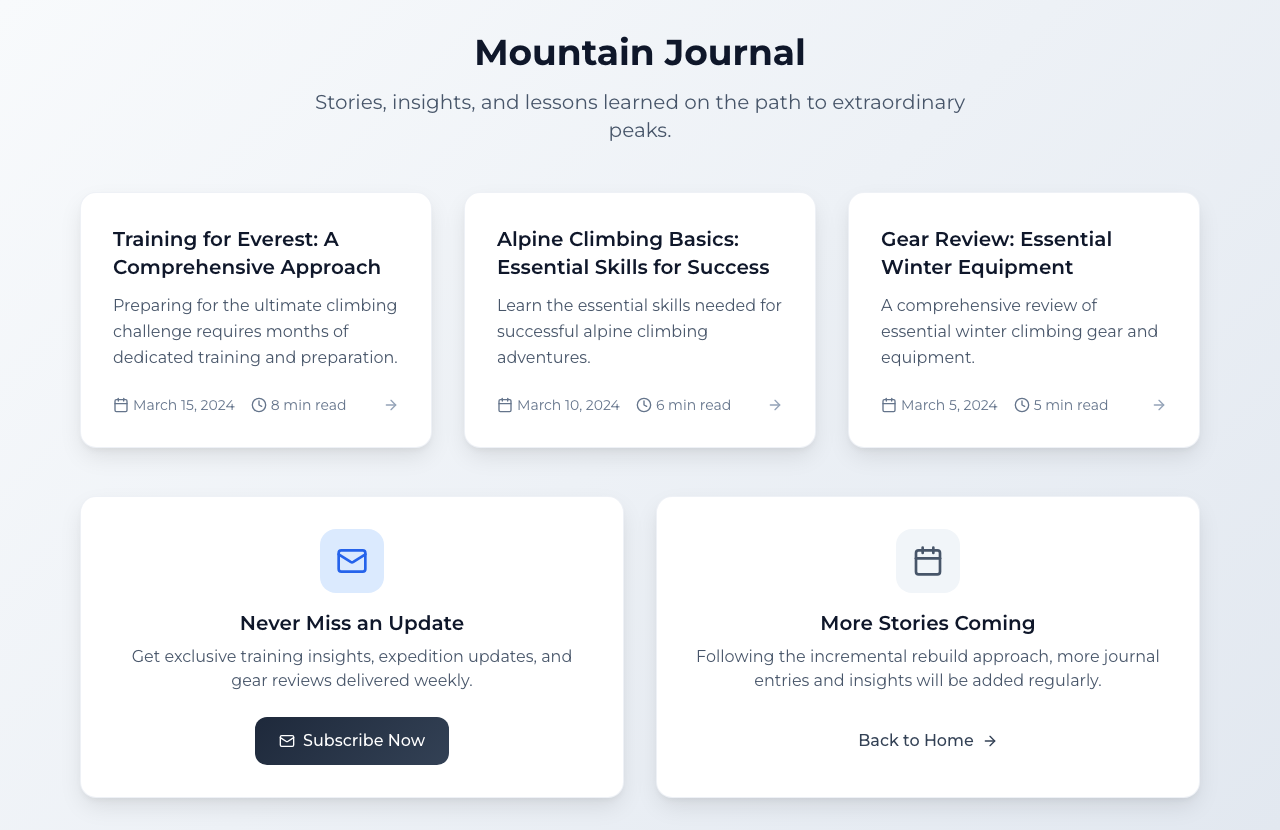 Mountain Journal
Stories, insights, and lessons learned on the path to extraordinary
peaks.
Training for Everest: A
Comprehensive Approach
Preparing for the ultimate climbing
challenge requires months of
dedicated training and preparation.
March 15, 2024 8 min read
Alpine Climbing Basics:
Essential Skills for Success
Learn the essential skills needed for
successful alpine climbing
adventures.
March 10, 2024 6 min read
Gear Review: Essential
Winter Equipment
A comprehensive review of
essential winter climbing gear and
equipment.
March 5, 2024 5 min read
Never Miss an Update
Get exclusive training insights, expedition updates, and
gear reviews delivered weekly.
Subscribe Now
More Stories Coming
Following the incremental rebuild approach, more journal
entries and insights will be added regularly.
Back to Home